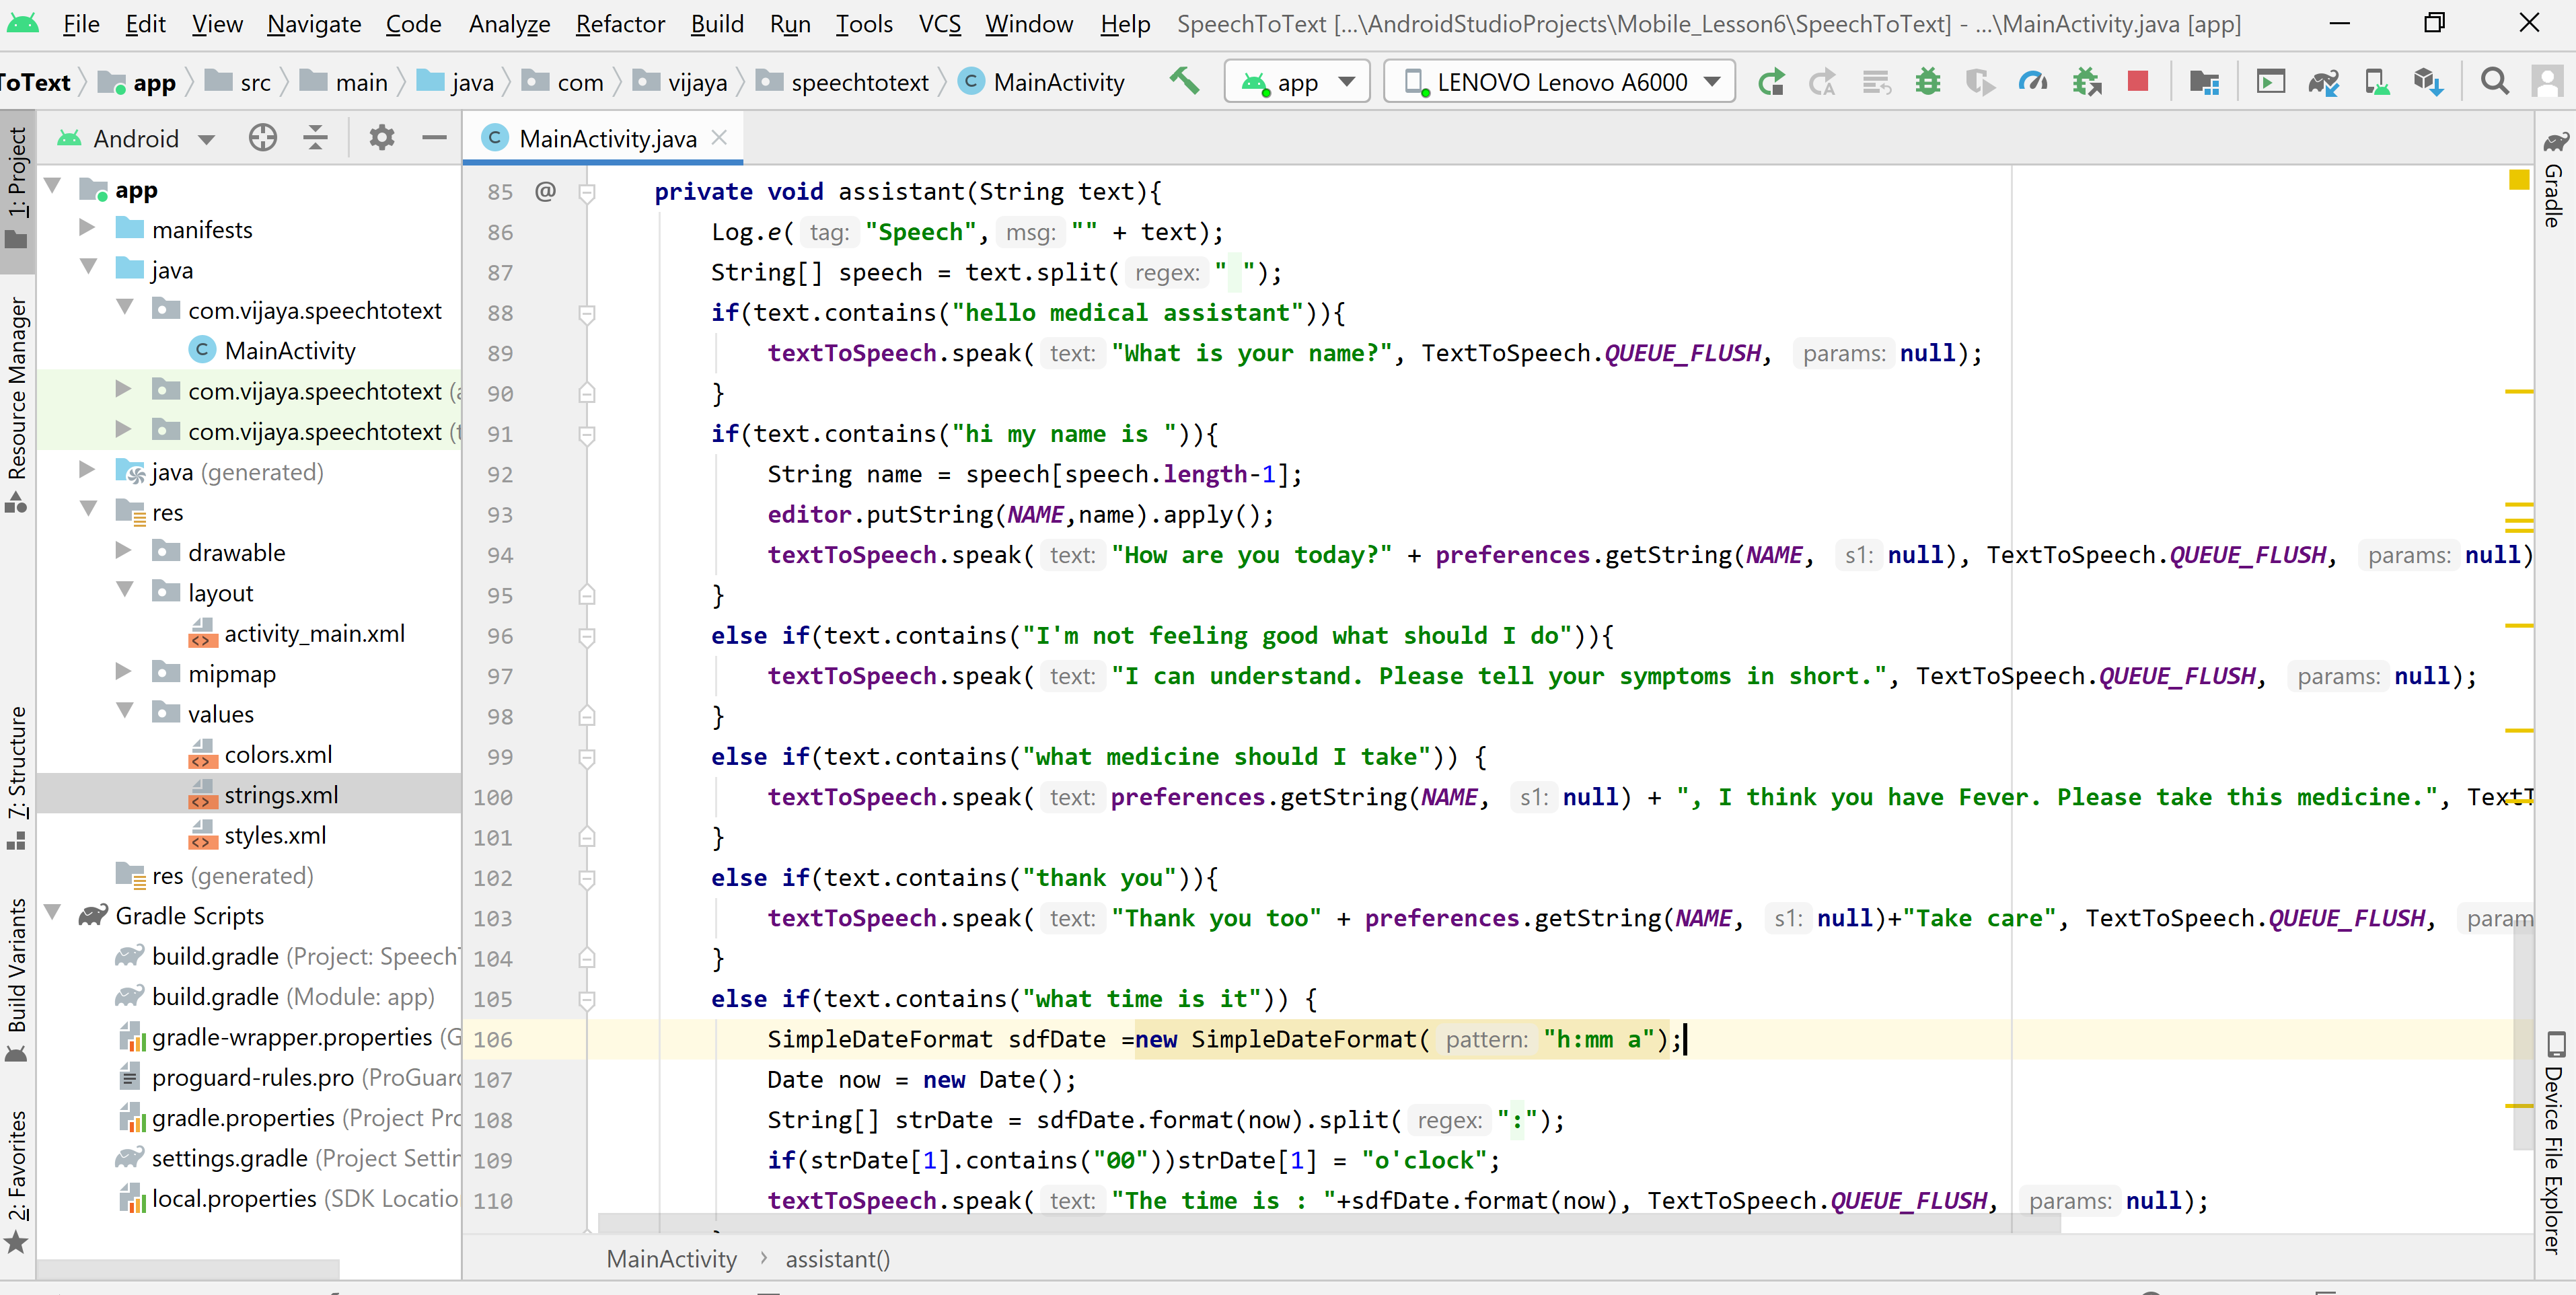 File Edit View Navigate Code Analyze Refactor Build Run Tools VCS Window Help SpeechToText [...\AndroidStudioProjects\Mobile_Lesson6\SpeechToText] - ...\MainActivity.java [app]
ToText app src main java com vijaya speechtotext MainActivity app LENOVO Lenovo A6000
1: Project
Resource Manager
7: Structure
Build Variants
2: Favorites
Android
app
manifests
java
com.vijaya.speechtotext
MainActivity
com.vijaya.speechtotext (a
com.vijaya.speechtotext (t
java (generated)
res
drawable
layout
activity_main.xml
mipmap
values
colors.xml
strings.xml
styles.xml
res (generated)
Gradle Scripts
build.gradle (Project: SpeechT
build.gradle (Module: app)
gradle-wrapper.properties (G
proguard-rules.pro (ProGuard
gradle.properties (Project Pro
settings.gradle (Project Settin
local.properties (SDK Locatio
MainActivity.java
85 @ private void assistant(String text){
86 Log.e( tag: "Speech", msg: "" + text);
87 String[] speech = text.split( regex: " ");
88 if(text.contains("hello medical assistant")){
89 textToSpeech.speak( text: "What is your name?", TextToSpeech.QUEUE_FLUSH, params: null);
90 }
91 if(text.contains("hi my name is ")){
92 String name = speech[speech.length-1];
93 editor.putString(NAME,name).apply();
94 textToSpeech.speak( text: "How are you today?" + preferences.getString(NAME, s1: null), TextToSpeech.QUEUE_FLUSH, params: null)
95 }
96 else if(text.contains("I'm not feeling good what should I do")){
97 textToSpeech.speak( text: "I can understand. Please tell your symptoms in short.", TextToSpeech.QUEUE_FLUSH, params: null);
98 }
99 else if(text.contains("what medicine should I take")) {
100 textToSpeech.speak( text: preferences.getString(NAME, s1: null) + ", I think you have Fever. Please take this medicine.", TextT
101 }
102 else if(text.contains("thank you")){
103 textToSpeech.speak( text: "Thank you too" + preferences.getString(NAME, s1: null)+"Take care", TextToSpeech.QUEUE_FLUSH, param
104 }
105 else if(text.contains("what time is it")) {
106 SimpleDateFormat sdfDate =new SimpleDateFormat( pattern: "h:mm a");
107 Date now = new Date();
108 String[] strDate = sdfDate.format(now).split( regex: ":");
109 if(strDate[1].contains("00"))strDate[1] = "o'clock";
110 textToSpeech.speak( text: "The time is : "+sdfDate.format(now), TextToSpeech.QUEUE_FLUSH, params: null);
MainActivity › assistant()
Gradle
Device File Explorer